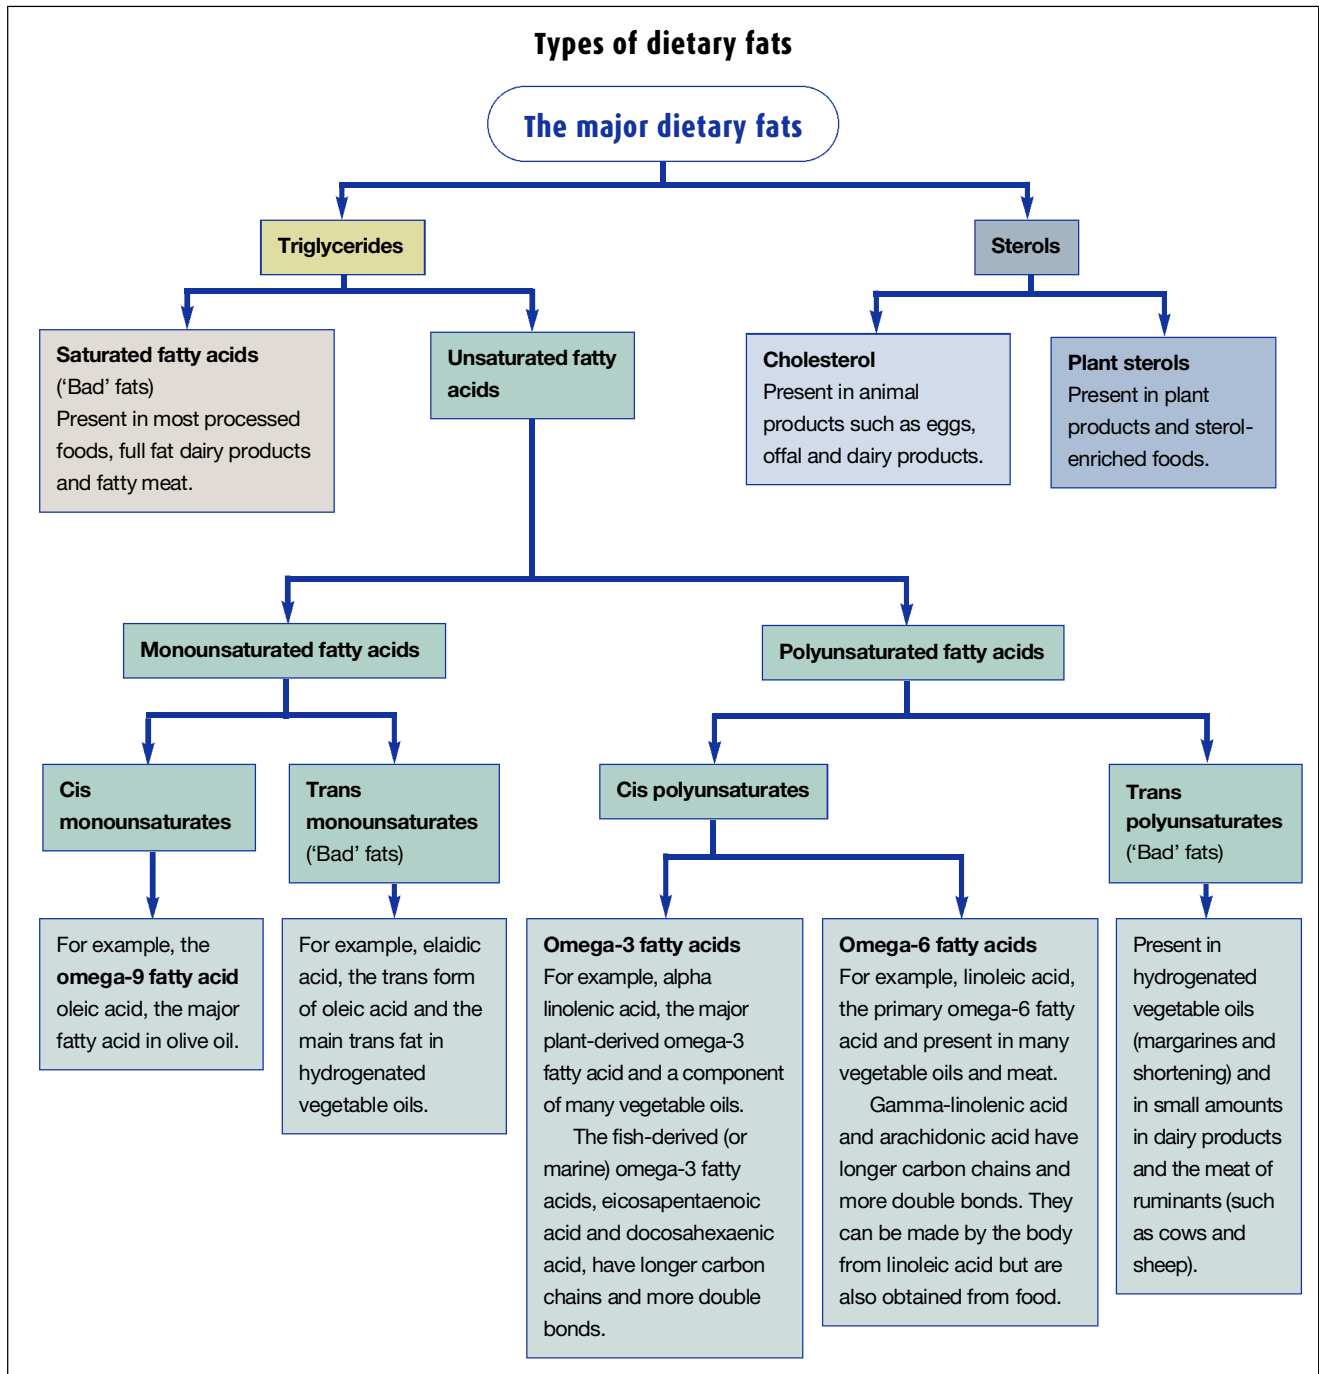 Types of dietary fats
The major dietary fats
Triglycerides
Sterols
Saturated fatty acids
(‘Bad’ fats)
Present in most processed
foods, full fat dairy products
and fatty meat.
Unsaturated fatty
acids
Cholesterol
Present in animal
products such as eggs,
offal and dairy products.
Plant sterols
Present in plant
products and sterol-
enriched foods.
Monounsaturated fatty acids
Polyunsaturated fatty acids
Cis
monounsaturates
Trans
monounsaturates
(‘Bad’ fats)
Cis polyunsaturates
Trans
polyunsaturates
(‘Bad’ fats)
For example, the
omega-9 fatty acid
oleic acid, the major
fatty acid in olive oil.
For example, elaidic
acid, the trans form
of oleic acid and the
main trans fat in
hydrogenated
vegetable oils.
Omega-3 fatty acids
For example, alpha
linolenic acid, the major
plant-derived omega-3
fatty acid and a component
of many vegetable oils.
The fish-derived (or
marine) omega-3 fatty
acids, eicosapentaenoic
acid and docosahexaenic
acid, have longer carbon
chains and more double
bonds.
Omega-6 fatty acids
For example, linoleic acid,
the primary omega-6 fatty
acid and present in many
vegetable oils and meat.
Gamma-linolenic acid
and arachidonic acid have
longer carbon chains and
more double bonds. They
can be made by the body
from linoleic acid but are
also obtained from food.
Present in
hydrogenated
vegetable oils
(margarines and
shortening) and
in small amounts
in dairy products
and the meat of
ruminants (such
as cows and
sheep).